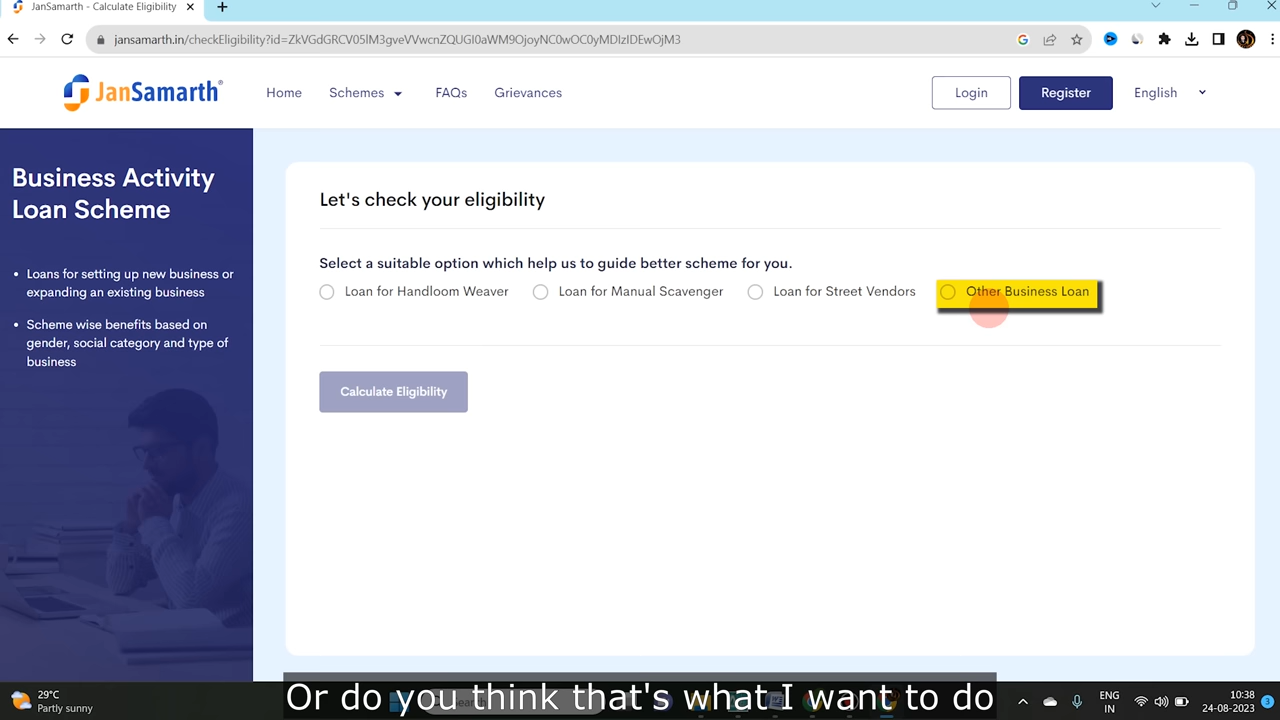 JanSamarth - Calculate Eligibility
jansamarth.in/checkEligibility?id=ZkVGdGRCV05lM3gveVVwcnZQUGI0aWM9OjoyNC0wOC0yMDIzIDEwOjM3
JanSamarth
Home
Schemes
FAQs
Grievances
Login
Register
English
Business Activity
Loan Scheme
• Loans for setting up new business or
expanding an existing business
• Scheme wise benefits based on
gender, social category and type of
business
Let's check your eligibility
Select a suitable option which help us to guide better scheme for you.
Loan for Handloom Weaver
Loan for Manual Scavenger
Loan for Street Vendors
Other Business Loan
Calculate Eligibility
Or do you think that's what I want to do
29°C
Partly sunny
Search
ENG
IN
10:38
24-08-2023
3